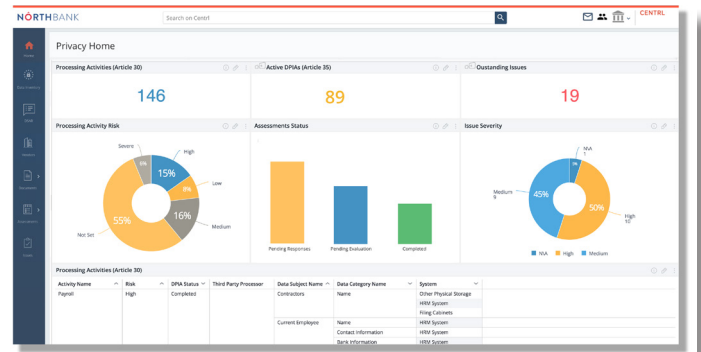 NÓRTHBANK
Search on Centrl
CENTRL
Home
Privacy Home
Processing Activities (Article 30)
Active DPIAs (Article 35)
Oustanding Issues
146
89
19
Processing Activity Risk
Assessments Status
Issue Severity
Severe
High
Low
Medium
Not Set
15%
8%
16%
55%
6%
Pending Responses
Pending Evaluation
Completed
N\A
1
Medium
9
High
10
45%
50%
5%
N\A High Medium
Processing Activities (Article 30)
Activity Name Risk DPIA Status Third Party Processor Data Subject Name Data Category Name System
Payroll High Completed Contractors Name Other Physical Storage
HRM System
Filing Cabinets
Current Employee Name HRM System
Contact Information HRM System
Bank Information HRM System